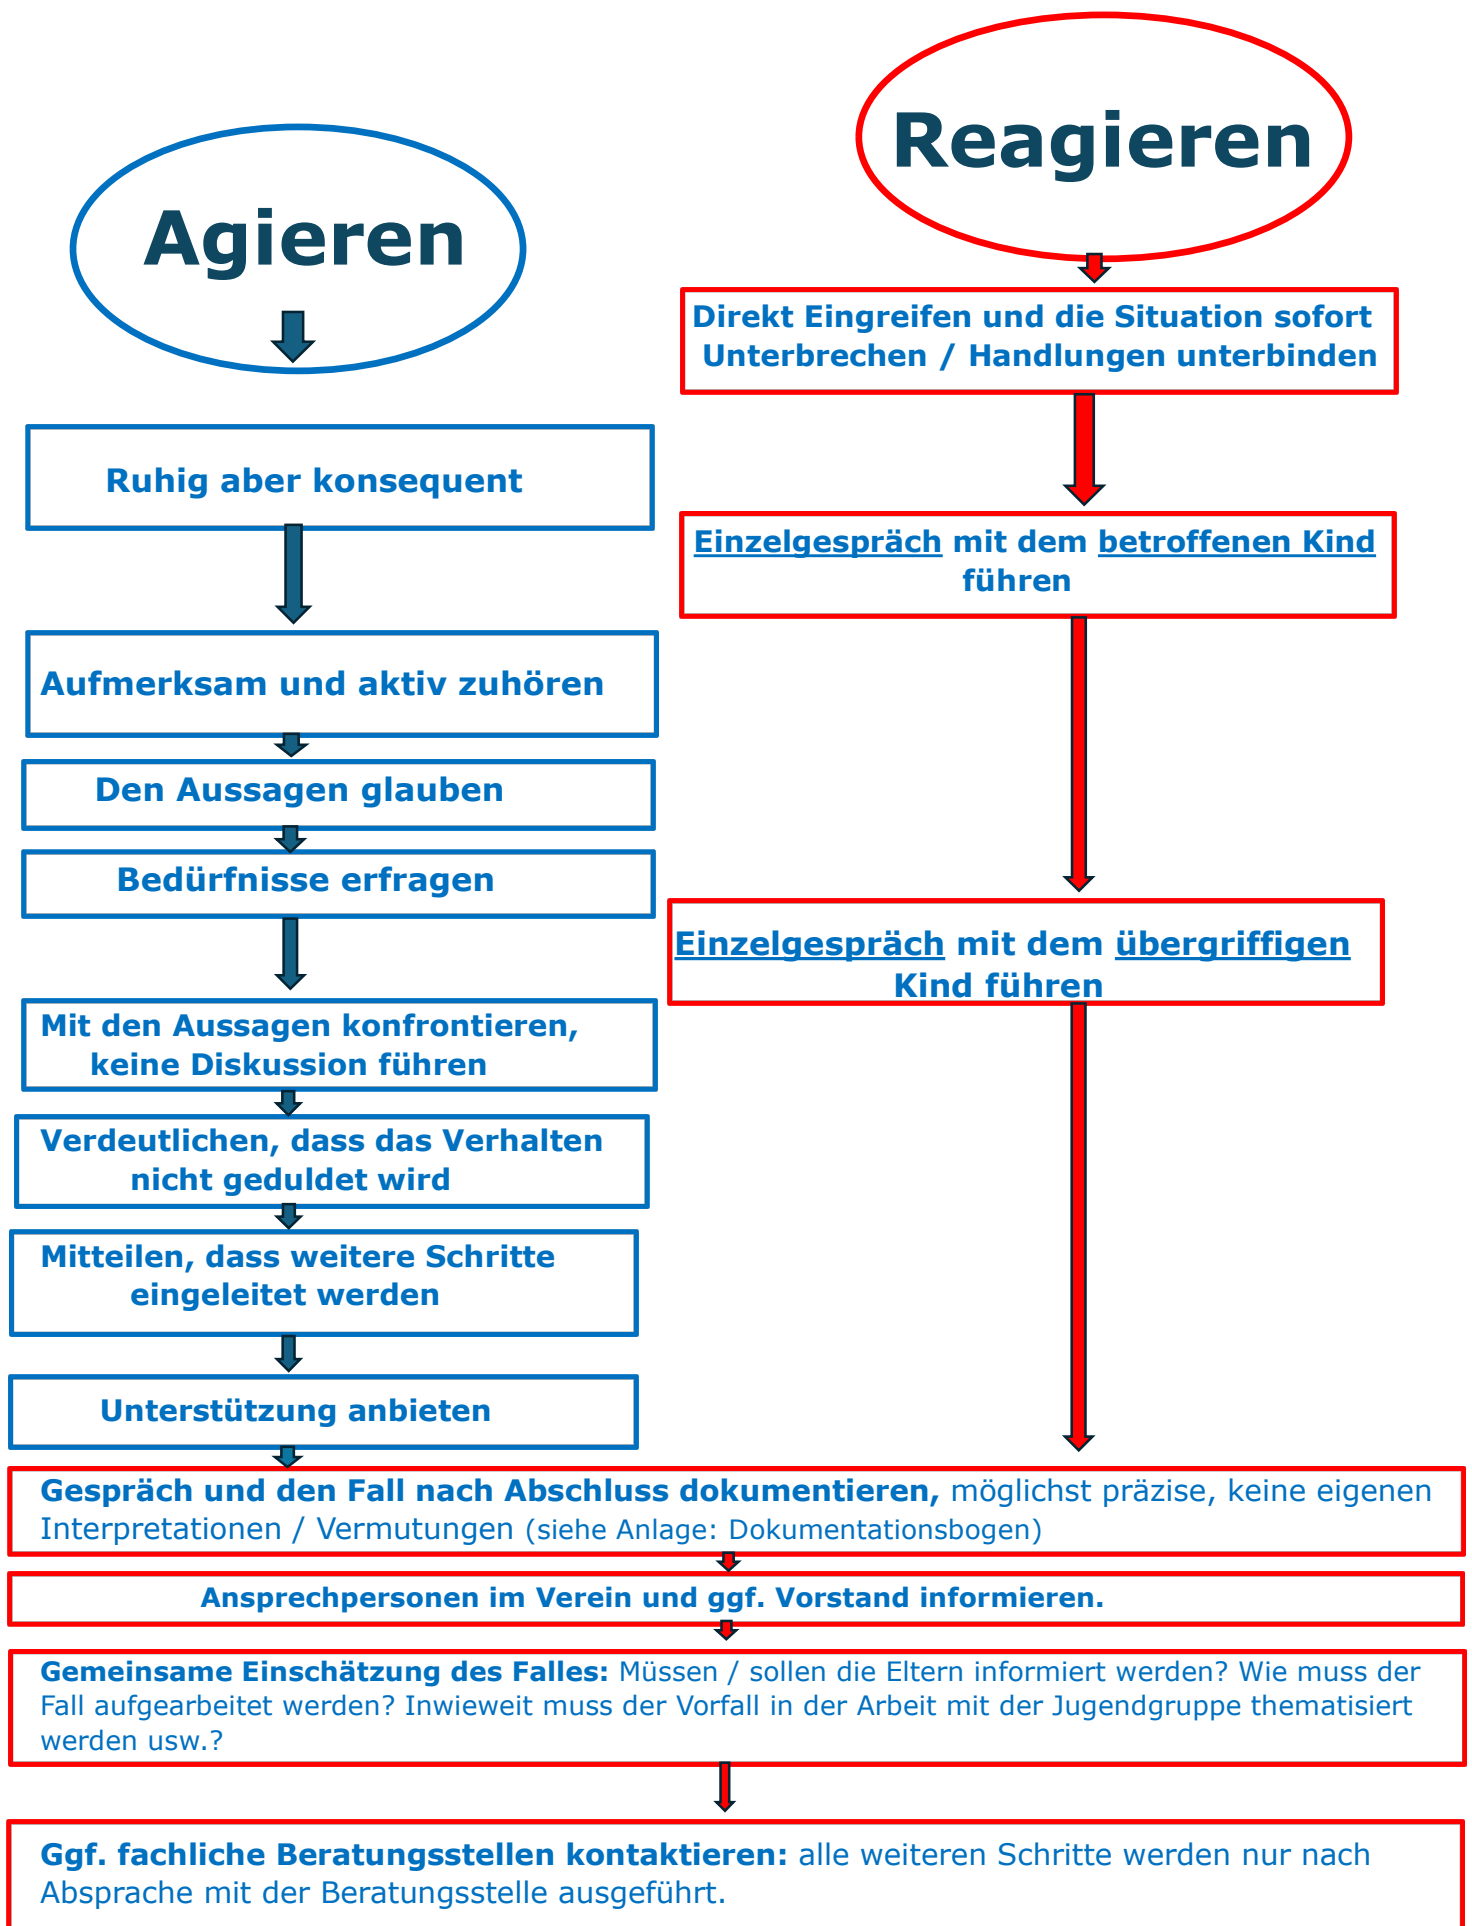 Agieren
Ruhig aber konsequent
Aufmerksam und aktiv zuhören
Den Aussagen glauben
Bedürfnisse erfragen
Mit den Aussagen konfrontieren,
keine Diskussion führen
Verdeutlichen, dass das Verhalten
nicht geduldet wird
Mitteilen, dass weitere Schritte
eingeleitet werden
Unterstützung anbieten
Reagieren
Direkt Eingreifen und die Situation sofort
Unterbrechen / Handlungen unterbinden
Einzelgespräch mit dem betroffenen Kind
führen
Einzelgespräch mit dem übergriffigen
Kind führen
Gespräch und den Fall nach Abschluss dokumentieren, möglichst präzise, keine eigenen
Interpretationen / Vermutungen (siehe Anlage: Dokumentationsbogen)
Ansprechpersonen im Verein und ggf. Vorstand informieren.
Gemeinsame Einschätzung des Falles: Müssen / sollen die Eltern informiert werden? Wie muss der
Fall aufgearbeitet werden? Inwieweit muss der Vorfall in der Arbeit mit der Jugendgruppe thematisiert
werden usw.?
Ggf. fachliche Beratungsstellen kontaktieren: alle weiteren Schritte werden nur nach
Absprache mit der Beratungsstelle ausgeführt.